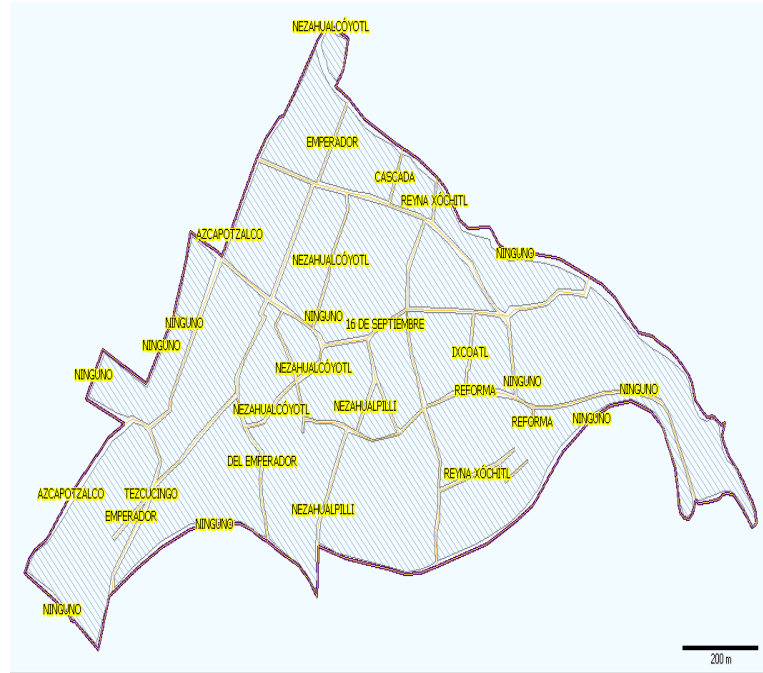 NEZAHUALCÓYOTL
EMPERADOR
CASCADA
REYNA XÓCHITL
AZCAPOTZALCO
NINGUNO
NEZAHUALCÓYOTL
NINGUNO
NINGUNO
16 DE SEPTIEMBRE
NINGUNO
IXCOATL
NEZAHUALCÓYOTL
NINGUNO
NINGUNO
REFORMA
NINGUNO
NEZAHUALCÓYOTL
NEZAHUALPILLI
REFORMA
NINGUNO
DEL EMPERADOR
REYNA XÓCHITL
AZCAPOTZALCO
TEZCUCINGO
NEZAHUALPILLI
EMPERADOR
NINGUNO
NINGUNO
200 m